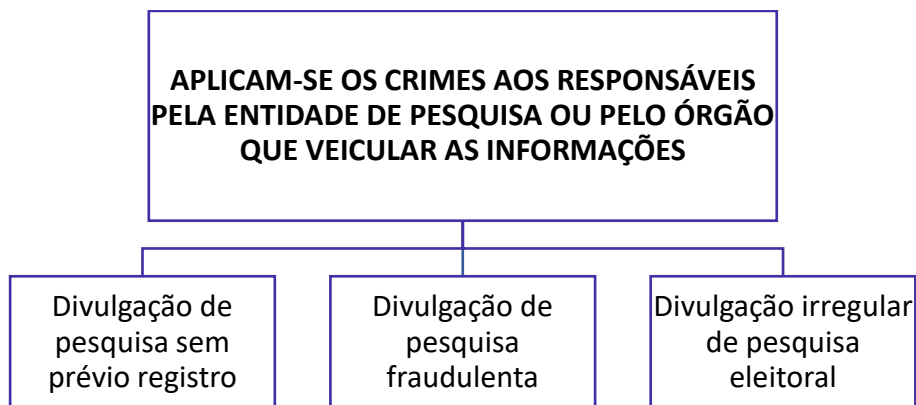 APLICAM-SE OS CRIMES AOS RESPONSÁVEIS
PELA ENTIDADE DE PESQUISA OU PELO ÓRGÃO
QUE VEICULAR AS INFORMAÇÕES
Divulgação de
pesquisa sem
prévio registro
Divulgação de
pesquisa
fraudulenta
Divulgação irregular
de pesquisa
eleitoral